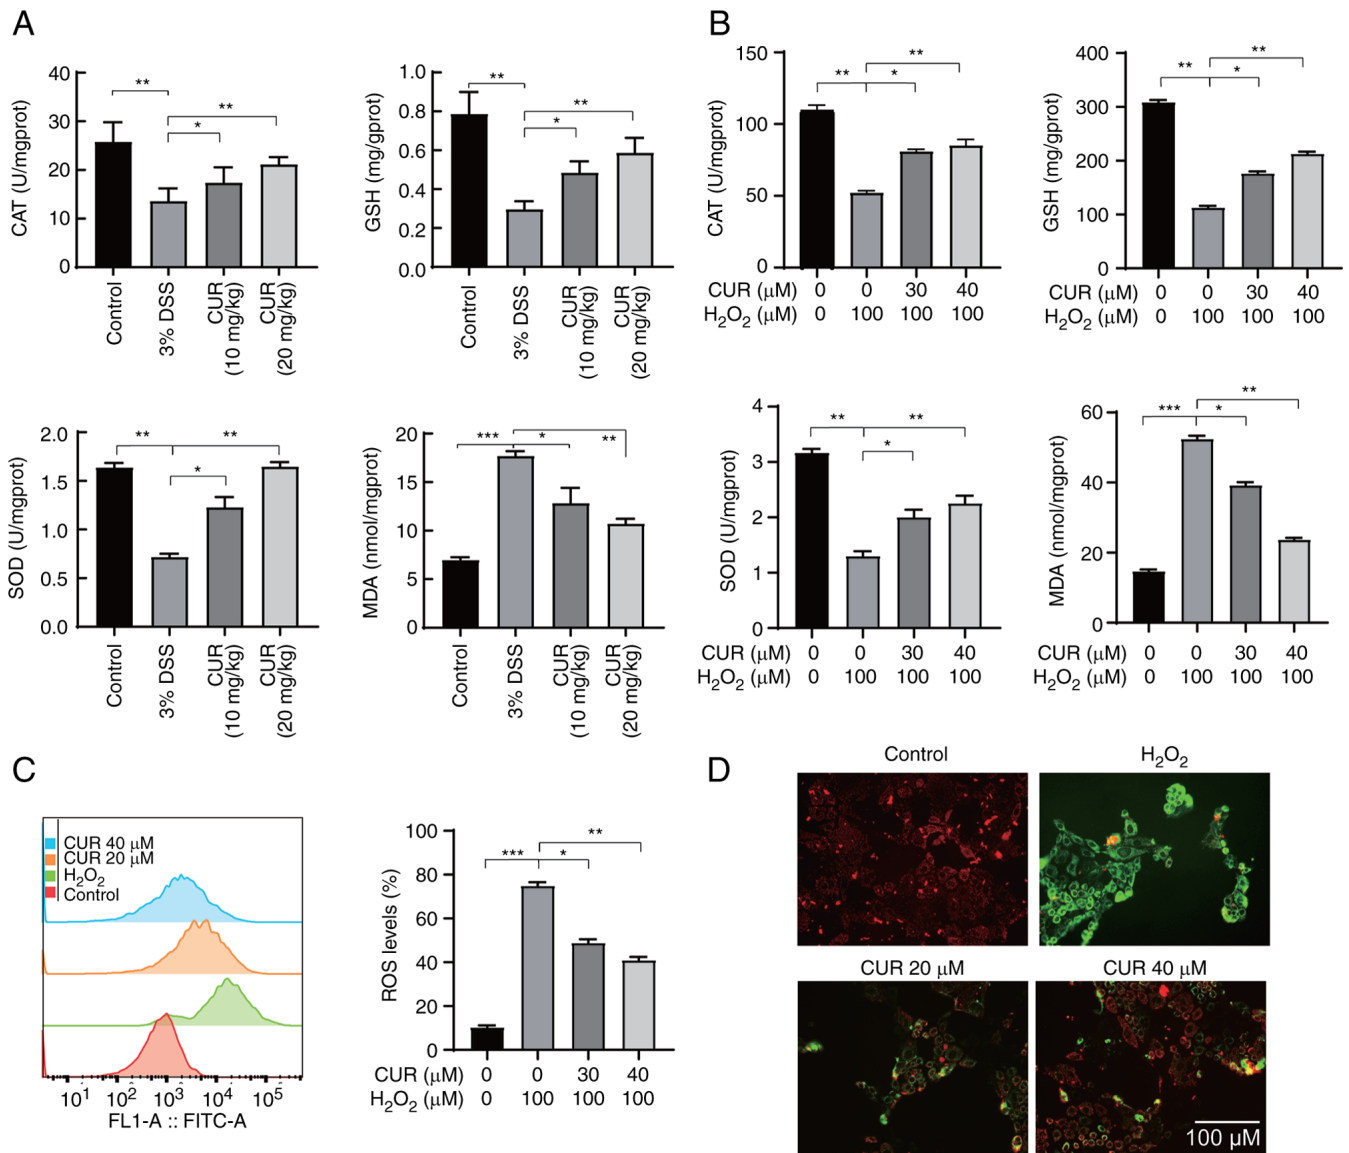 A
CAT (U/mgprot)
40
30
20
10
0
**
*
**
Control
3% DSS
CUR
(10 mg/kg)
CUR
(20 mg/kg)
GSH (mg/gprot)
1.0
0.8
0.6
0.4
0.2
0.0
**
**
*
Control
3% DSS
CUR
(10 mg/kg)
CUR
(20 mg/kg)
SOD (U/mgprot)
2.0
1.5
1.0
0.5
0.0
**
**
*
Control
3% DSS
CUR
(10 mg/kg)
CUR
(20 mg/kg)
MDA (nmol/mgprot)
20
15
10
5
0
***
*
**
Control
3% DSS
CUR
(10 mg/kg)
CUR
(20 mg/kg)
B
CAT (U/mgprot)
150
100
50
0
**
*
**
CUR (μM) 0 0 30 40
H₂O₂ (μM) 0 100 100 100
GSH (mg/gprot)
400
300
200
100
0
**
*
**
CUR (μM) 0 0 30 40
H₂O₂ (μM) 0 100 100 100
SOD (U/mgprot)
4
3
2
1
0
**
**
*
CUR (μM) 0 0 30 40
H₂O₂ (μM) 0 100 100 100
MDA (nmol/mgprot)
60
40
20
0
***
*
**
CUR (μM) 0 0 30 40
H₂O₂ (μM) 0 100 100 100
C
CUR 40 μM
CUR 20 μM
H₂O₂
Control
10¹ 10² 10³ 10⁴ 10⁵
FL1-A :: FITC-A
ROS levels (%)
100
80
60
40
20
0
***
*
**
CUR (μM) 0 0 30 40
H₂O₂ (μM) 0 100 100 100
D
Control
H₂O₂
CUR 20 μM
CUR 40 μM
100 μM